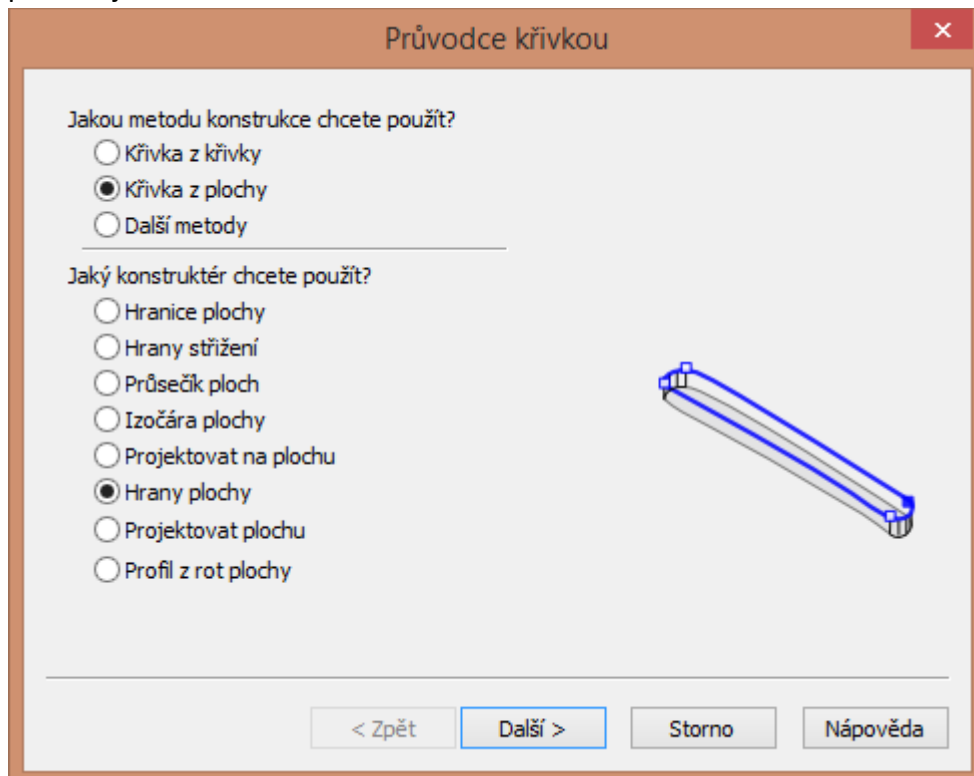 Průvodce křivkou
Jakou metodu konstrukce chcete použít?
Křivka z křivky
Křivka z plochy
Další metody
Jaký konstruktér chcete použít?
Hranice plochy
Hrany střižení
Průsečík ploch
Izočára plochy
Projektovat na plochu
Hrany plochy
Projektovat plochu
Profil z rot plochy
< Zpět Další > Storno Nápověda